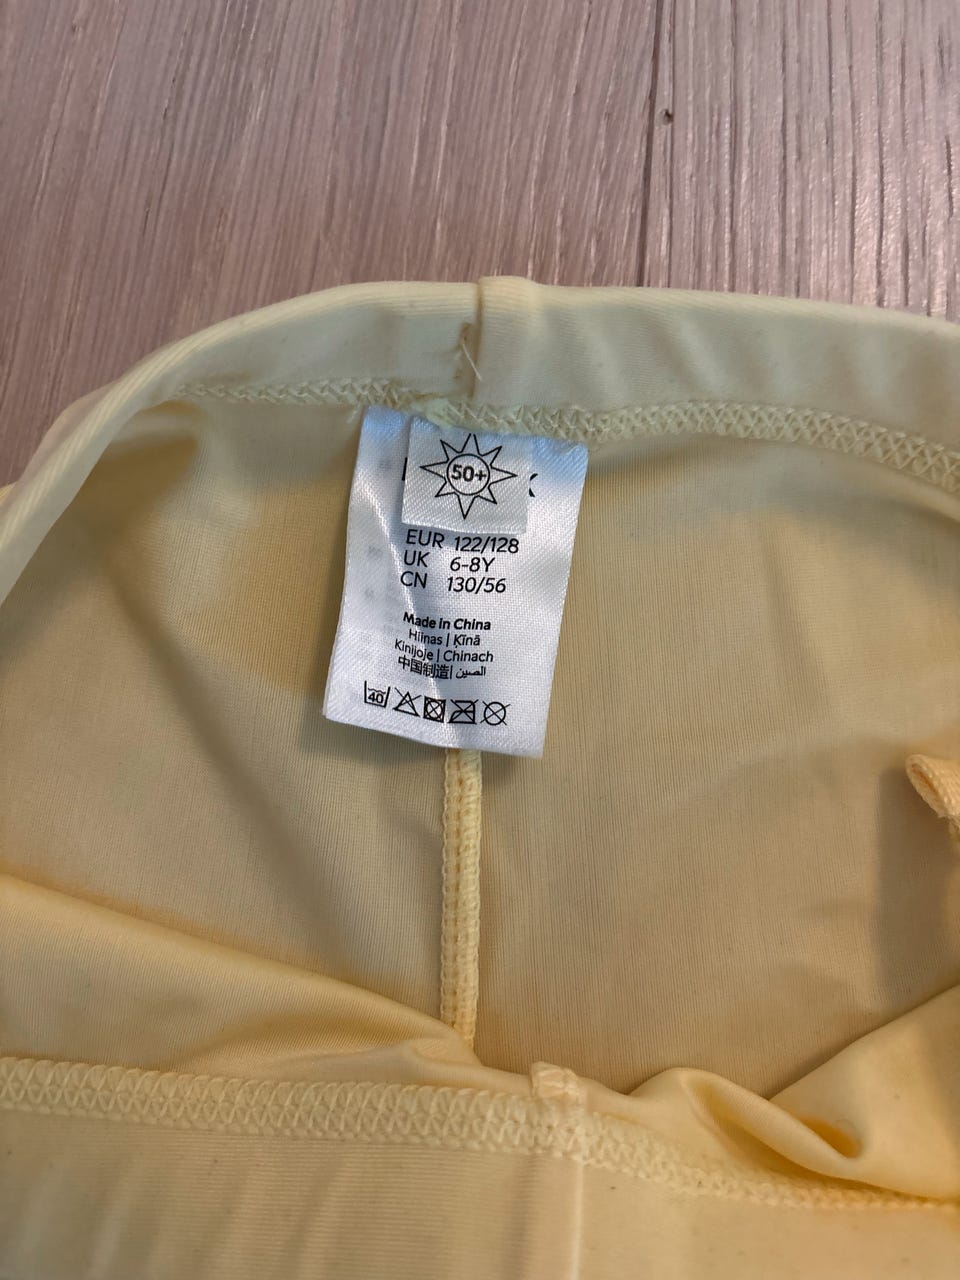 50+
EUR 122/128
UK 6-8Y
CN 130/56
Made in China
Hiinas | Ķīnā
Kinijoje | Chinach
中国制造| الصين
40